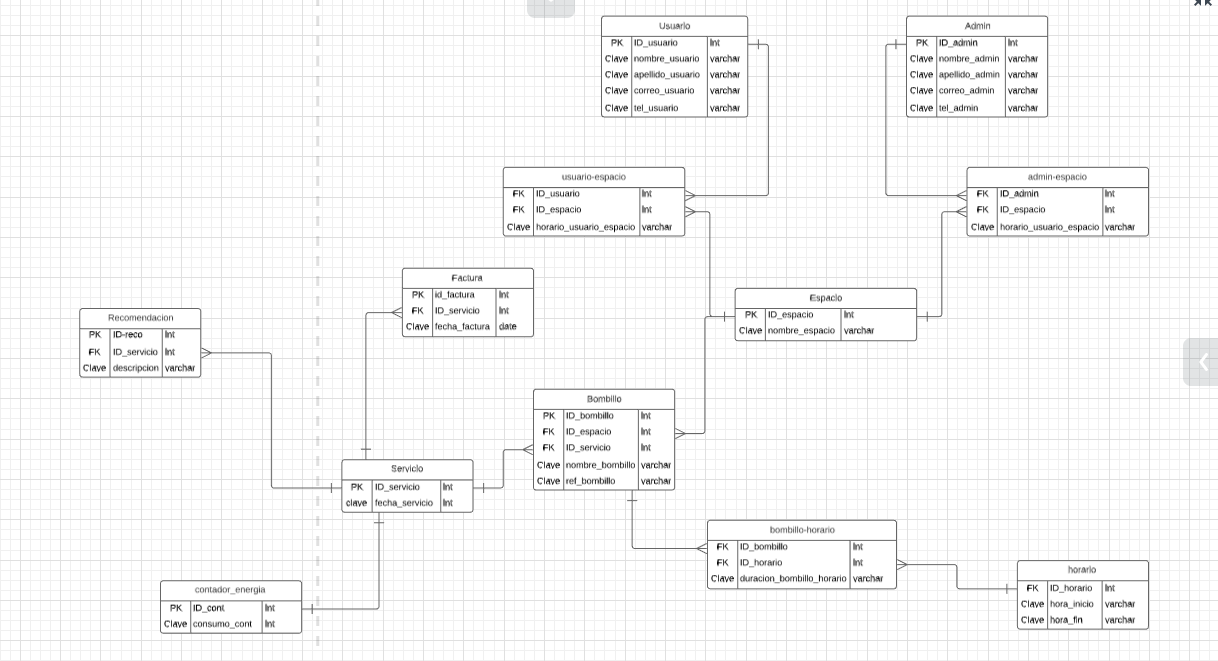 Usuario
PK ID_usuario Int
Clave nombre_usuario varchar
Clave apellido_usuario varchar
Clave correo_usuario varchar
Clave tel_usuario varchar
Admin
PK ID_admin Int
Clave nombre_admin varchar
Clave apellido_admin varchar
Clave correo_admin varchar
Clave tel_admin varchar
usuario-espacio
FK ID_usuario Int
FK ID_espacio Int
Clave horario_usuario_espacio varchar
admin-espacio
FK ID_admin Int
FK ID_espacio Int
Clave horario_usuario_espacio varchar
Factura
PK id_factura Int
FK ID_servicio Int
Clave fecha_factura date
Espacio
PK ID_espacio Int
Clave nombre_espacio varchar
Recomendacion
PK ID-reco Int
FK ID_servicio Int
Clave descripcion varchar
Bombillo
PK ID_bombillo Int
FK ID_espacio Int
FK ID_servicio Int
Clave nombre_bombillo varchar
Clave ref_bombillo varchar
Servicio
PK ID_servicio Int
clave fecha_servicio Int
bombillo-horario
FK ID_bombillo Int
FK ID_horario Int
Clave duracion_bombillo_horario varchar
horario
FK ID_horario Int
Clave hora_inicio varchar
Clave hora_fin varchar
contador_energia
PK ID_cont Int
Clave consumo_cont Int